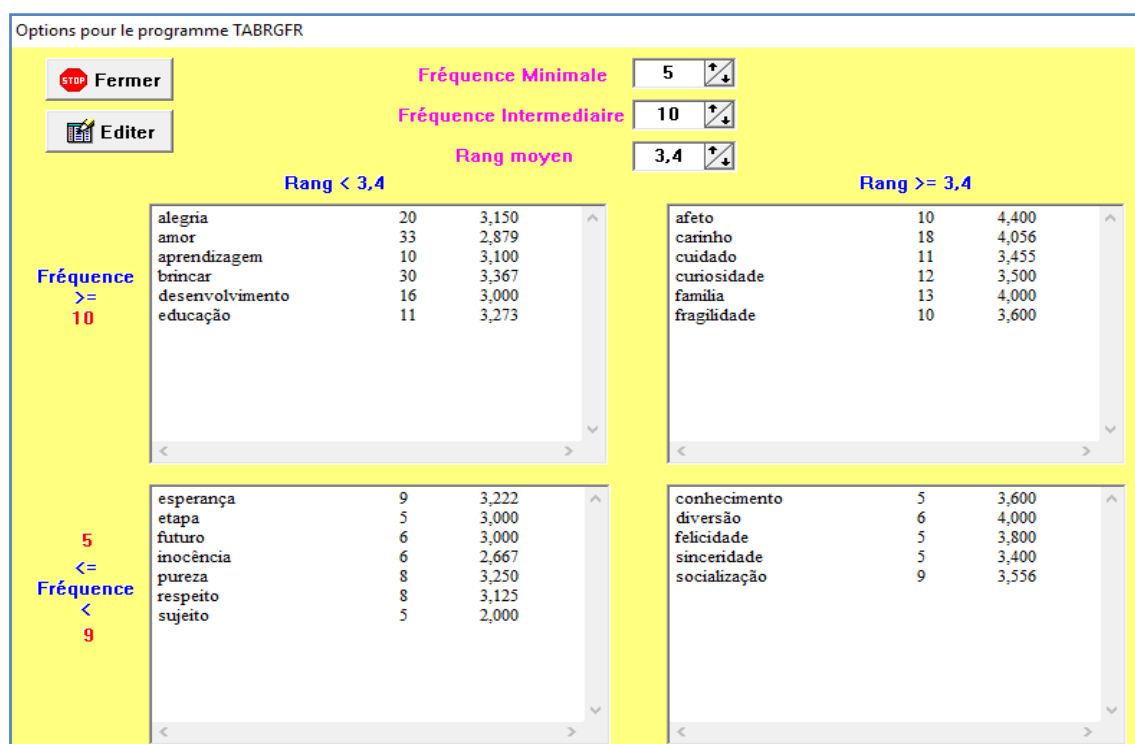 Options pour le programme TABRGFR
STOP Fermer
Fréquence Minimale 5
Editer
Fréquence Intermediaire 10
Rang moyen 3,4
Rang < 3,4
Rang >= 3,4
Fréquence
>=
10
alegria 20 3,150
amor 33 2,879
aprendizagem 10 3,100
brincar 30 3,367
desenvolvimento 16 3,000
educação 11 3,273
afeto 10 4,400
carinho 18 4,056
cuidado 11 3,455
curiosidade 12 3,500
familia 13 4,000
fragilidade 10 3,600
5
<=
Fréquence
<
9
esperança 9 3,222
etapa 5 3,000
futuro 6 3,000
inocência 6 2,667
pureza 8 3,250
respeito 8 3,125
sujeito 5 2,000
conhecimento 5 3,600
diversão 6 4,000
felicidade 5 3,800
sinceridade 5 3,400
socialização 9 3,556